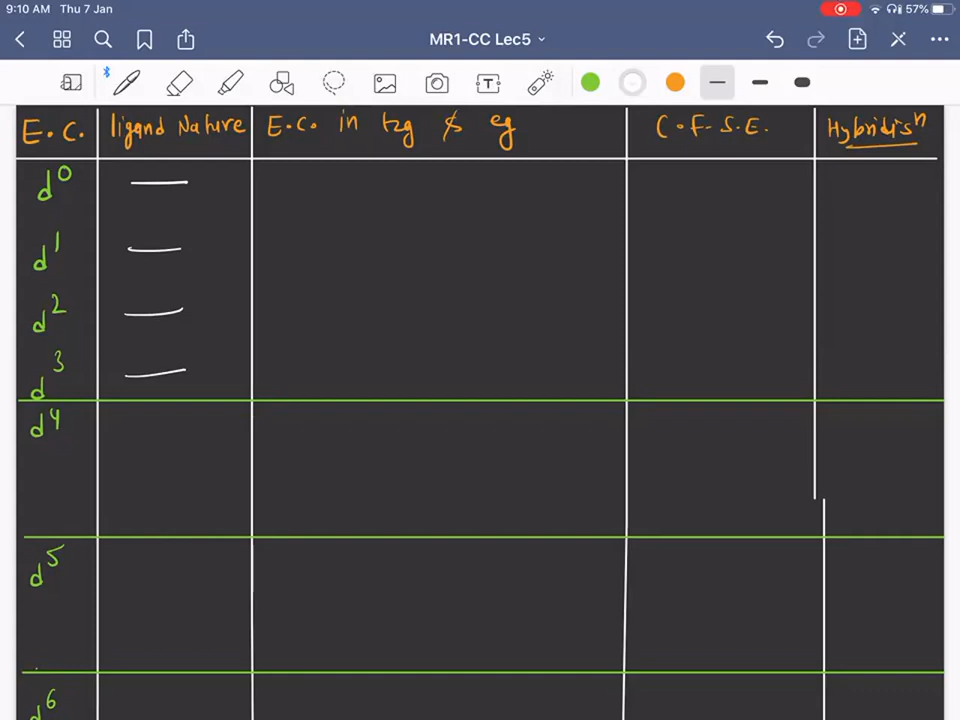 9:10 AM Thu 7 Jan 57%
MR1-CC Lec5
E.C. ligand Nature E.C. in t2g & eg C.F.S.E. Hybridisⁿ
d⁰ —
d¹ —
d² —
d³ —
d⁴
d⁵
d⁶